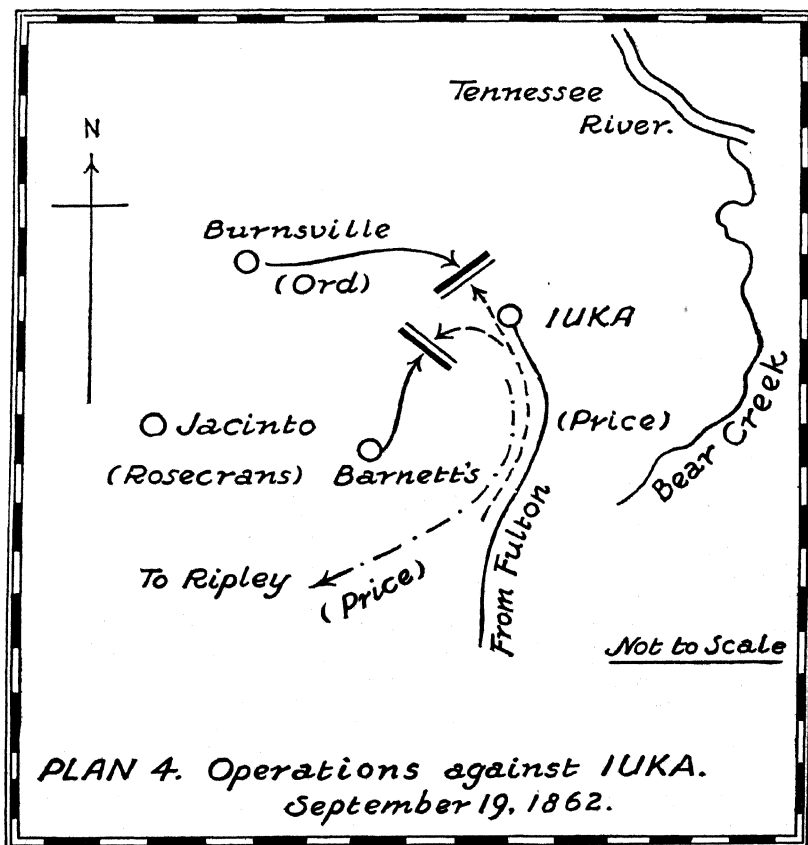 Tennessee
River.
N
Burnsville
(Ord)
IUKA
Jacinto
(Rosecrans)
Barnett's
(Price)
Bear Creek
To Ripley
(Price)
From Fulton
Not to Scale
PLAN 4. Operations against IUKA.
September 19, 1862.